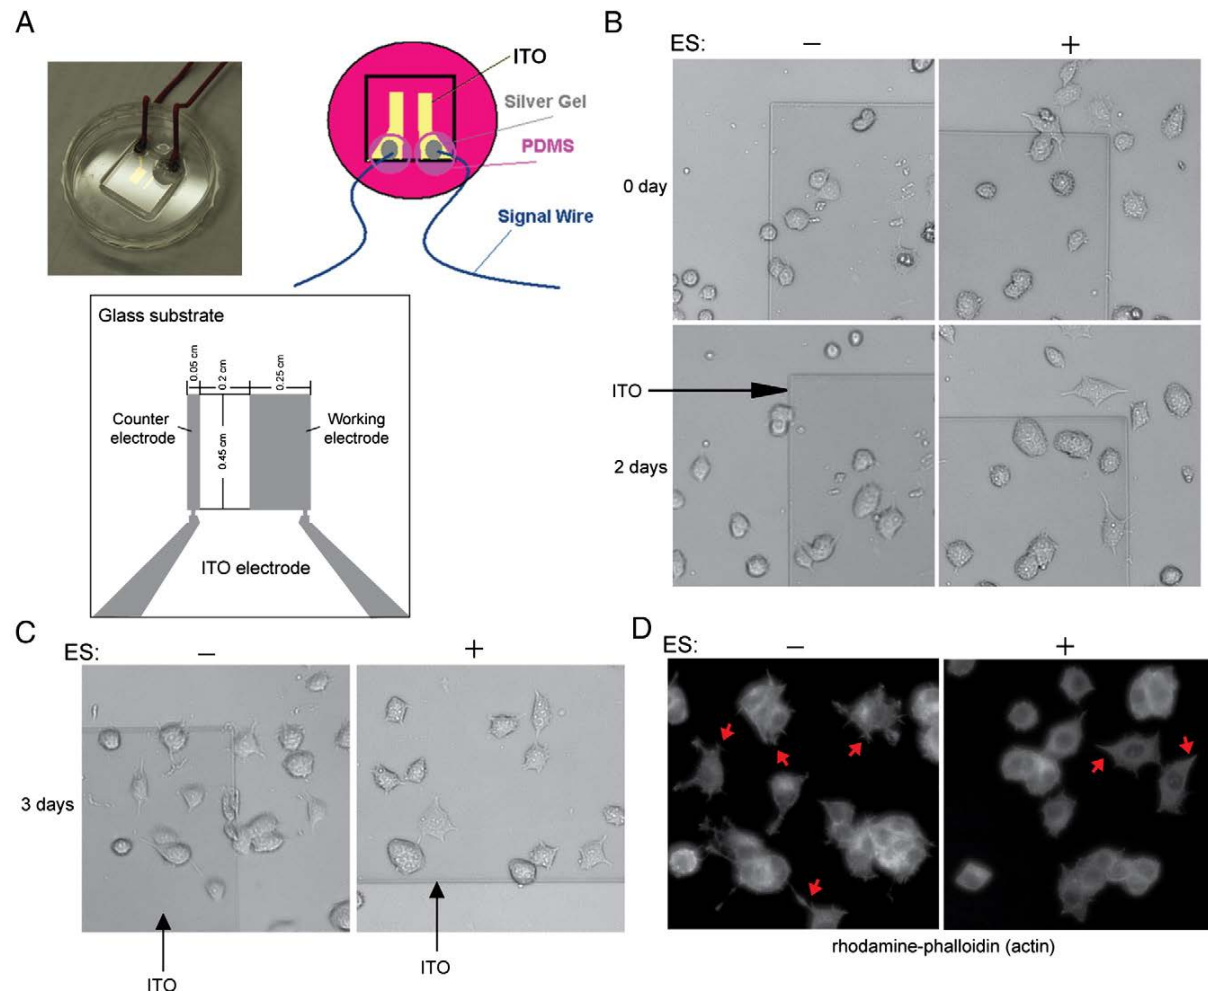 A
ITO
Silver Gel
PDMS
Signal Wire
Glass substrate
0.05 cm
0.2 cm
0.25 cm
Counter
electrode
0.45 cm
Working
electrode
ITO electrode
B
ES: − +
0 day
ITO
2 days
C
ES: − +
3 days
ITO
ITO
D
ES: − +
rhodamine-phalloidin (actin)